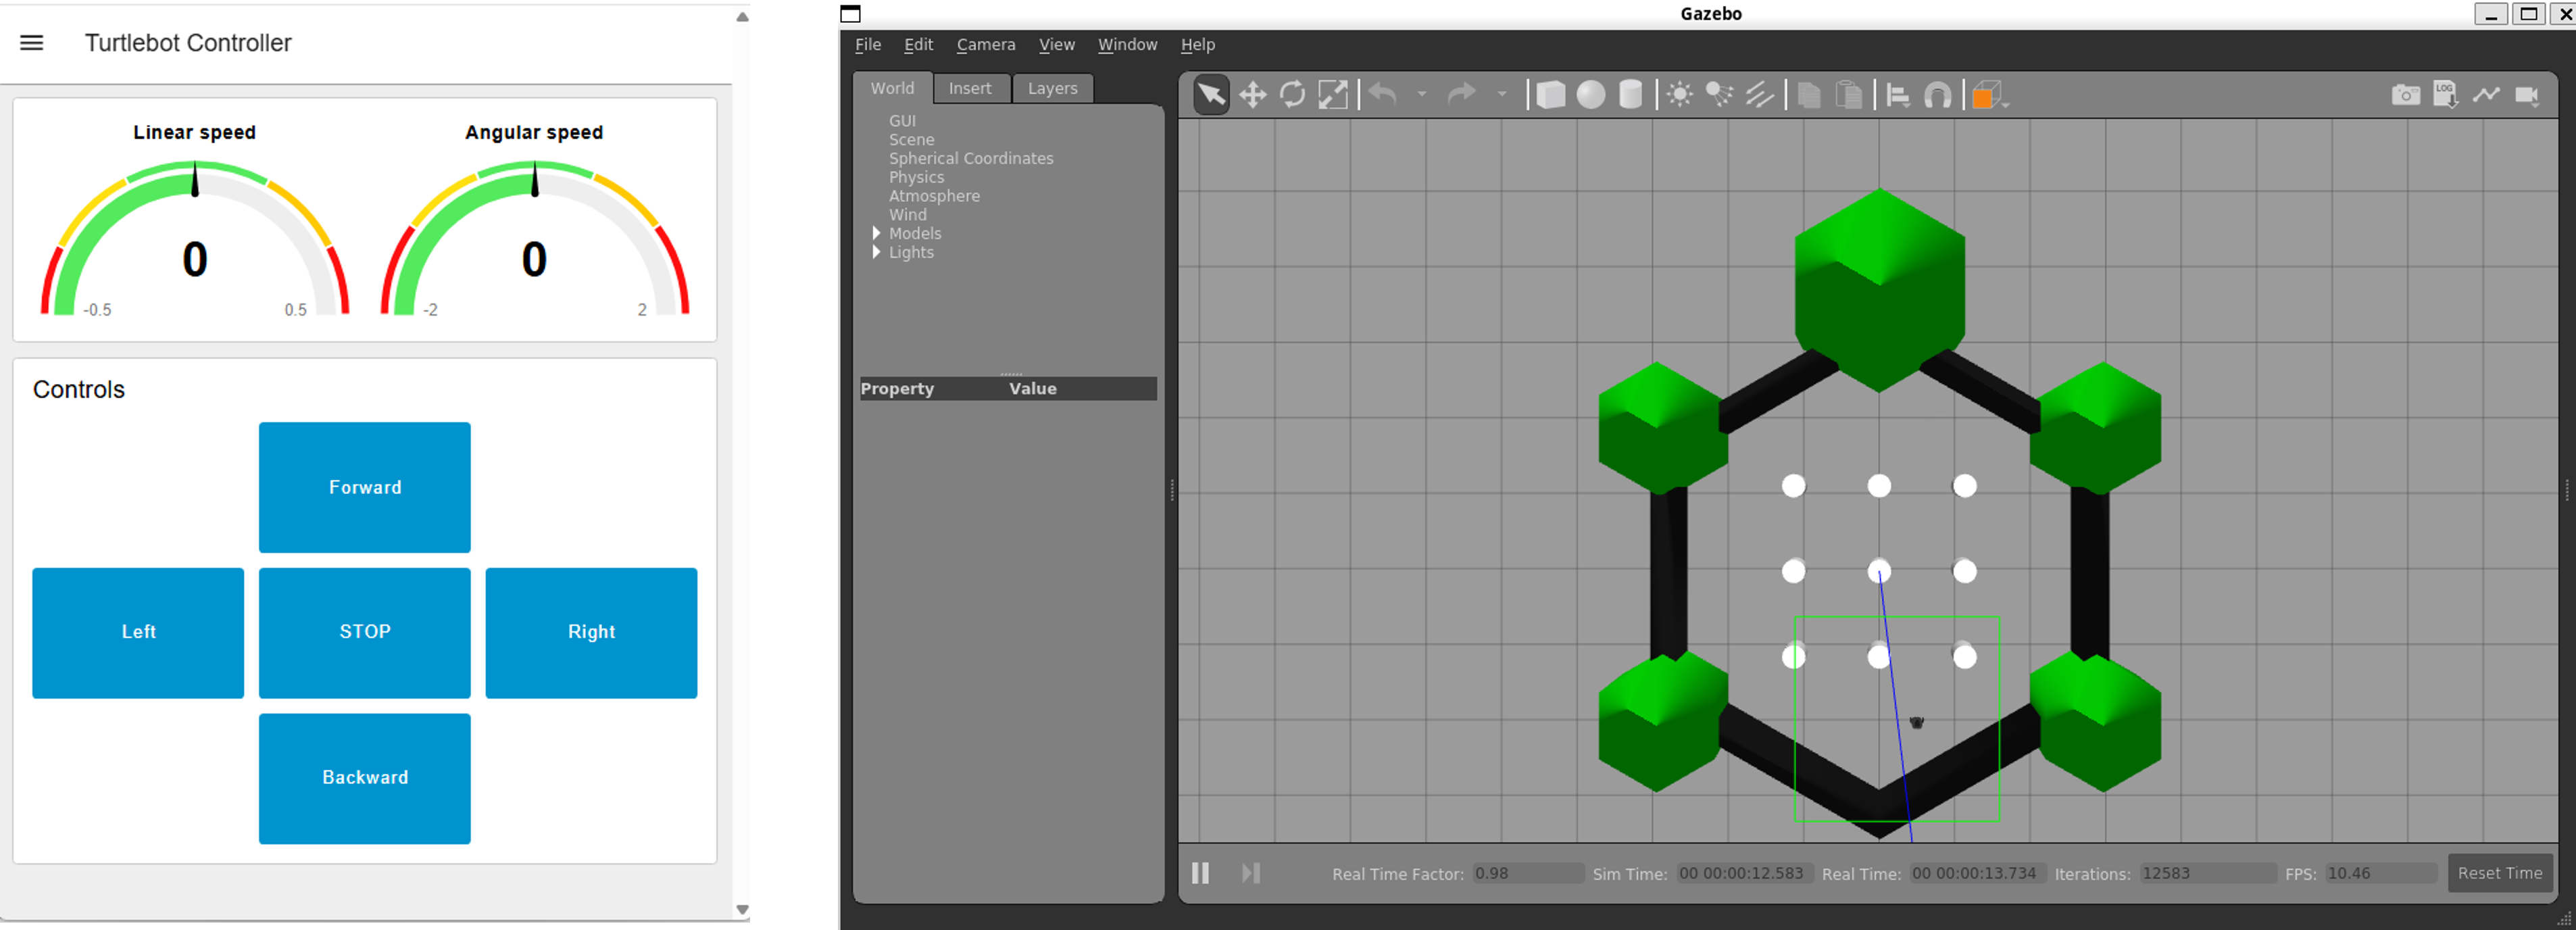 Turtlebot Controller
Linear speed
Angular speed
0
-0.5
0.5
0
-2
2
Controls
Forward
Left
STOP
Right
Backward
Gazebo
File Edit Camera View Window Help
World Insert Layers
GUI
Scene
Spherical Coordinates
Physics
Atmosphere
Wind
Models
Lights
Property Value
LOG
Real Time Factor: 0.98 Sim Time: 00 00:00:12.583 Real Time: 00 00:00:13.734 Iterations: 12583 FPS: 10.46 Reset Time